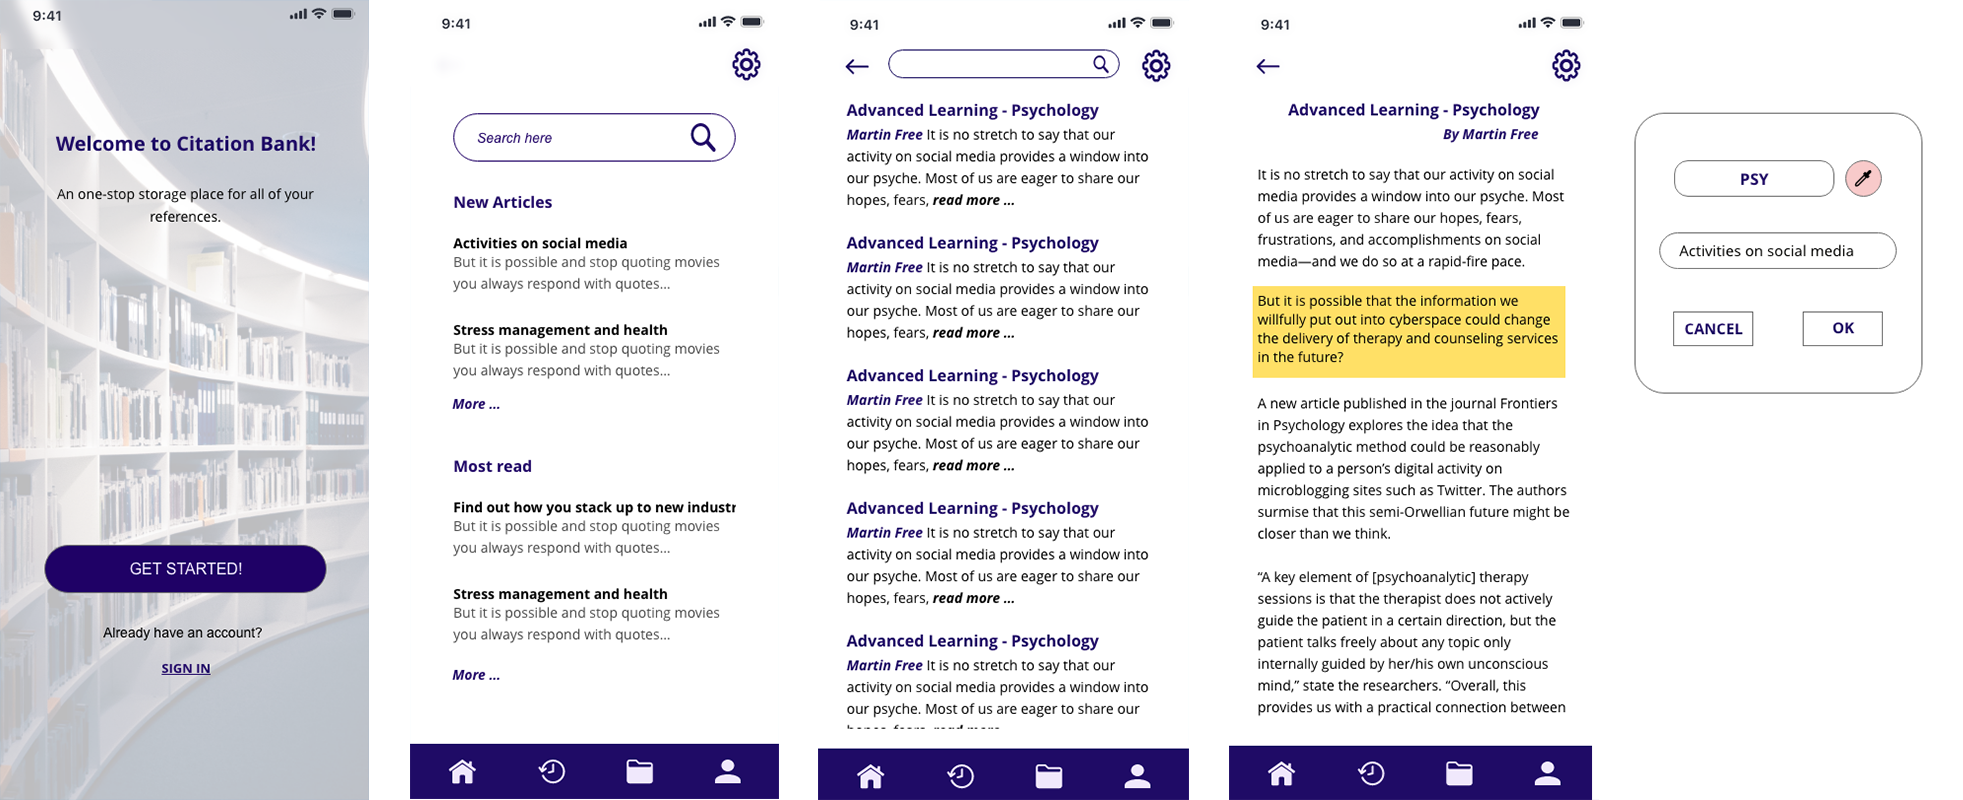 9:41
Welcome to Citation Bank!
An one-stop storage place for all of your
references.
GET STARTED!
Already have an account?
SIGN IN
9:41
Search here
New Articles
Activities on social media
But it is possible and stop quoting movies
you always respond with quotes...
Stress management and health
But it is possible and stop quoting movies
you always respond with quotes...
More ...
Most read
Find out how you stack up to new industr
But it is possible and stop quoting movies
you always respond with quotes...
Stress management and health
But it is possible and stop quoting movies
you always respond with quotes...
More ...
9:41
Advanced Learning - Psychology
Martin Free It is no stretch to say that our
activity on social media provides a window into
our psyche. Most of us are eager to share our
hopes, fears, read more ...
Advanced Learning - Psychology
Martin Free It is no stretch to say that our
activity on social media provides a window into
our psyche. Most of us are eager to share our
hopes, fears, read more ...
Advanced Learning - Psychology
Martin Free It is no stretch to say that our
activity on social media provides a window into
our psyche. Most of us are eager to share our
hopes, fears, read more ...
Advanced Learning - Psychology
Martin Free It is no stretch to say that our
activity on social media provides a window into
our psyche. Most of us are eager to share our
hopes, fears, read more ...
Advanced Learning - Psychology
Martin Free It is no stretch to say that our
activity on social media provides a window into
our psyche. Most of us are eager to share our
hopes, fears, read more
9:41
Advanced Learning - Psychology
By Martin Free
It is no stretch to say that our activity on social
media provides a window into our psyche. Most
of us are eager to share our hopes, fears,
frustrations, and accomplishments on social
media—and we do so at a rapid-fire pace.
But it is possible that the information we
willfully put out into cyberspace could change
the delivery of therapy and counseling services
in the future?
A new article published in the journal Frontiers
in Psychology explores the idea that the
psychoanalytic method could be reasonably
applied to a person’s digital activity on
microblogging sites such as Twitter. The authors
surmise that this semi-Orwellian future might be
closer than we think.
“A key element of [psychoanalytic] therapy
sessions is that the therapist does not actively
guide the patient in a certain direction, but the
patient talks freely about any topic only
internally guided by her/his own unconscious
mind,” state the researchers. “Overall, this
provides us with a practical connection between
PSY
Activities on social media
CANCEL
OK